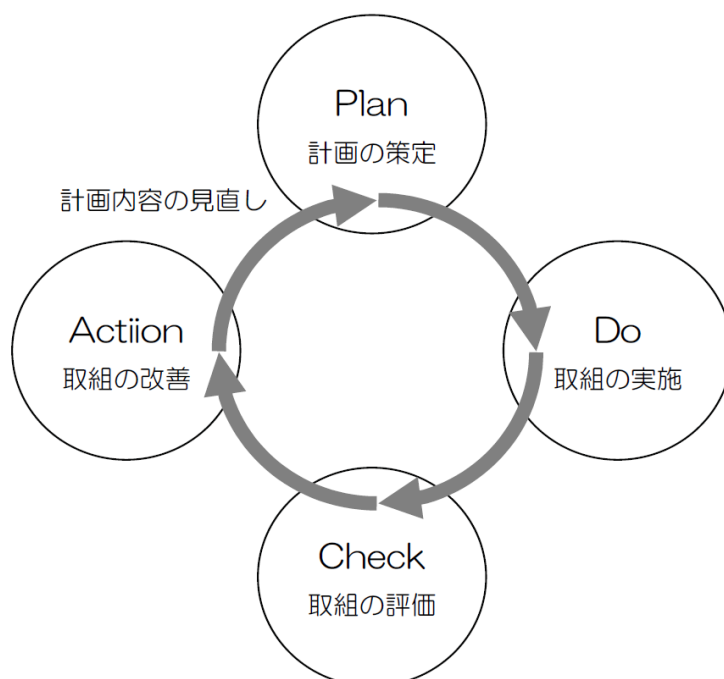 Plan
計画の策定
計画内容の見直し
Actiion
取組の改善
Do
取組の実施
Check
取組の評価